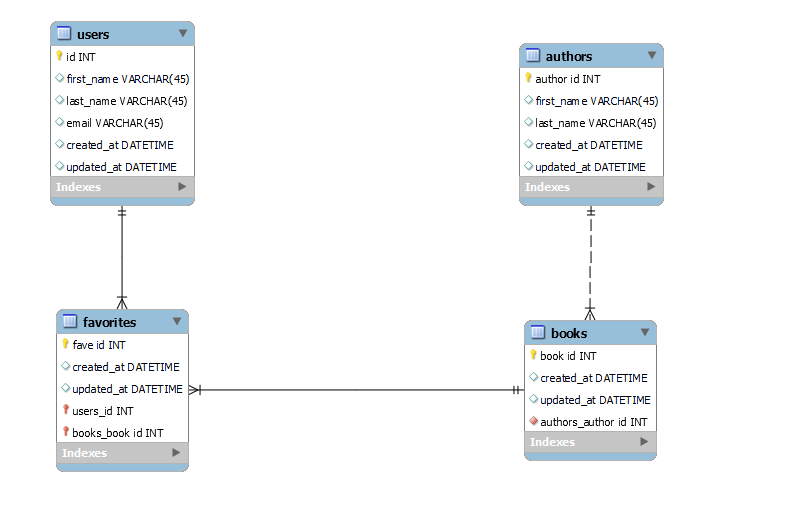 users
id INT
first_name VARCHAR(45)
last_name VARCHAR(45)
email VARCHAR(45)
created_at DATETIME
updated_at DATETIME
Indexes
authors
author id INT
first_name VARCHAR(45)
last_name VARCHAR(45)
created_at DATETIME
updated_at DATETIME
Indexes
favorites
fave id INT
created_at DATETIME
updated_at DATETIME
users_id INT
books_book id INT
Indexes
books
book id INT
created_at DATETIME
updated_at DATETIME
authors_author id INT
Indexes